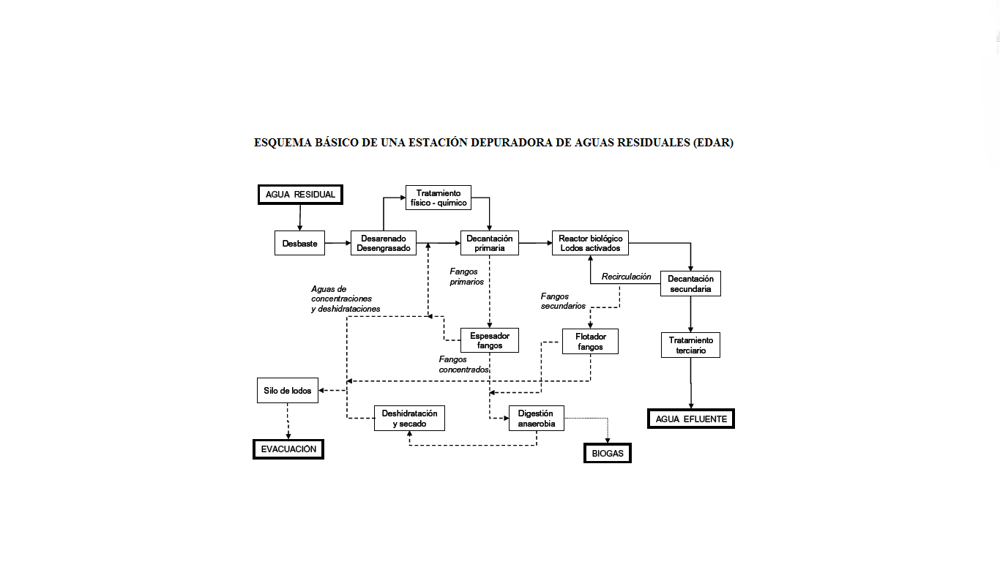 ESQUEMA BÁSICO DE UNA ESTACIÓN DEPURADORA DE AGUAS RESIDUALES (EDAR)
AGUA RESIDUAL
Tratamiento
físico - químico
Desbaste
Desarenado
Desengrasado
Decantación
primaria
Reactor biológico
Lodos activados
Fangos
primarios
Recirculación
Decantación
secundaria
Aguas de
concentraciones
y deshidrataciones
Fangos
secundarios
Espesador
fangos
Flotador
fangos
Tratamiento
terciario
Fangos
concentrados
Silo de lodos
Deshidratación
y secado
Digestión
anaerobia
AGUA EFLUENTE
EVACUACIÓN
BIOGAS